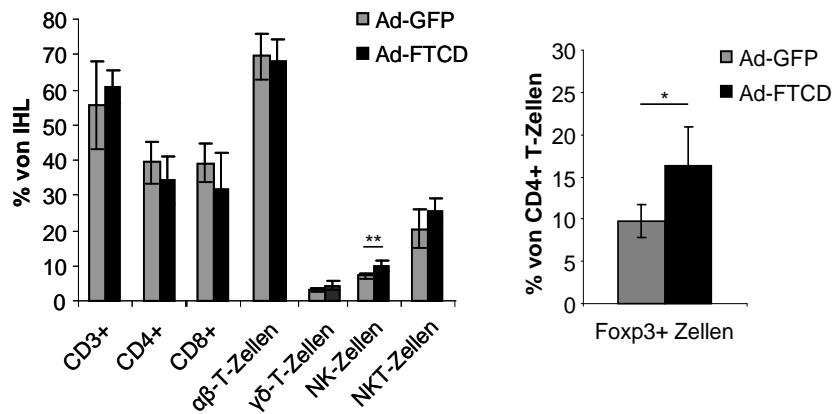 Ad-GFP
Ad-FTCD
% von IHL
80
70
60
50
40
30
20
10
0
**
CD3+
CD4+
CD8+
αβ-T-Zellen
γδ-T-Zellen
NK-Zellen
NKT-Zellen
Ad-GFP
Ad-FTCD
% von CD4+ T-Zellen
30
25
20
15
10
5
0
*
Foxp3+ Zellen